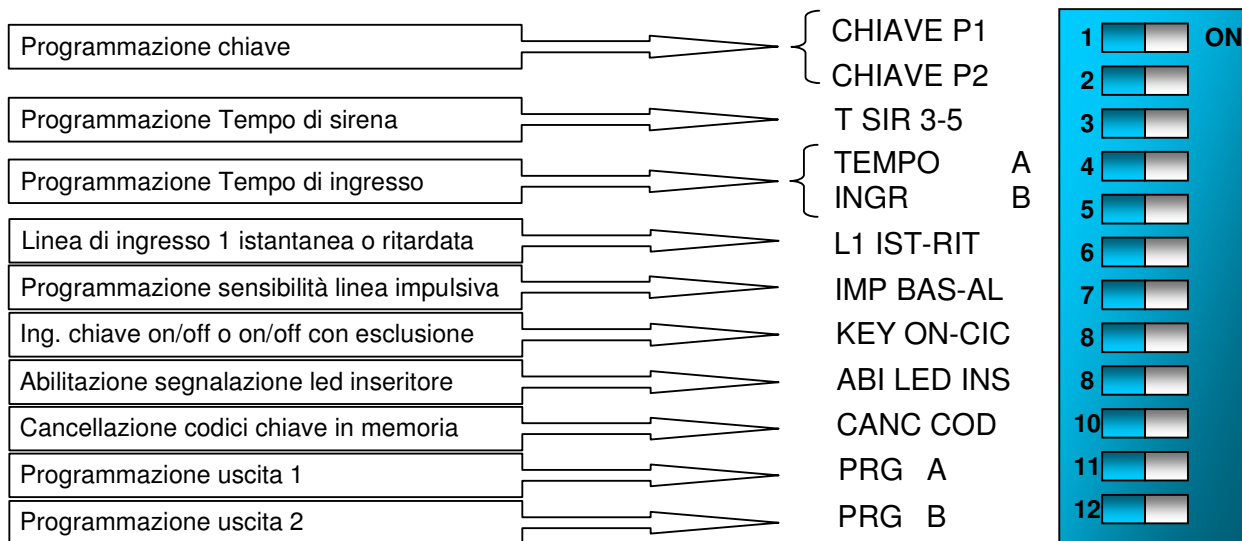 Programmazione chiave
CHIAVE P1
1 ON
CHIAVE P2
2
Programmazione Tempo di sirena
T SIR 3-5
3
Programmazione Tempo di ingresso
TEMPO A
4
INGR B
5
Linea di ingresso 1 istantanea o ritardata
L1 IST-RIT
6
Programmazione sensibilità linea impulsiva
IMP BAS-AL
7
Ing. chiave on/off o on/off con esclusione
KEY ON-CIC
8
Abilitazione segnalazione led inseritore
ABI LED INS
8
Cancellazione codici chiave in memoria
CANC COD
10
Programmazione uscita 1
PRG A
11
Programmazione uscita 2
PRG B
12